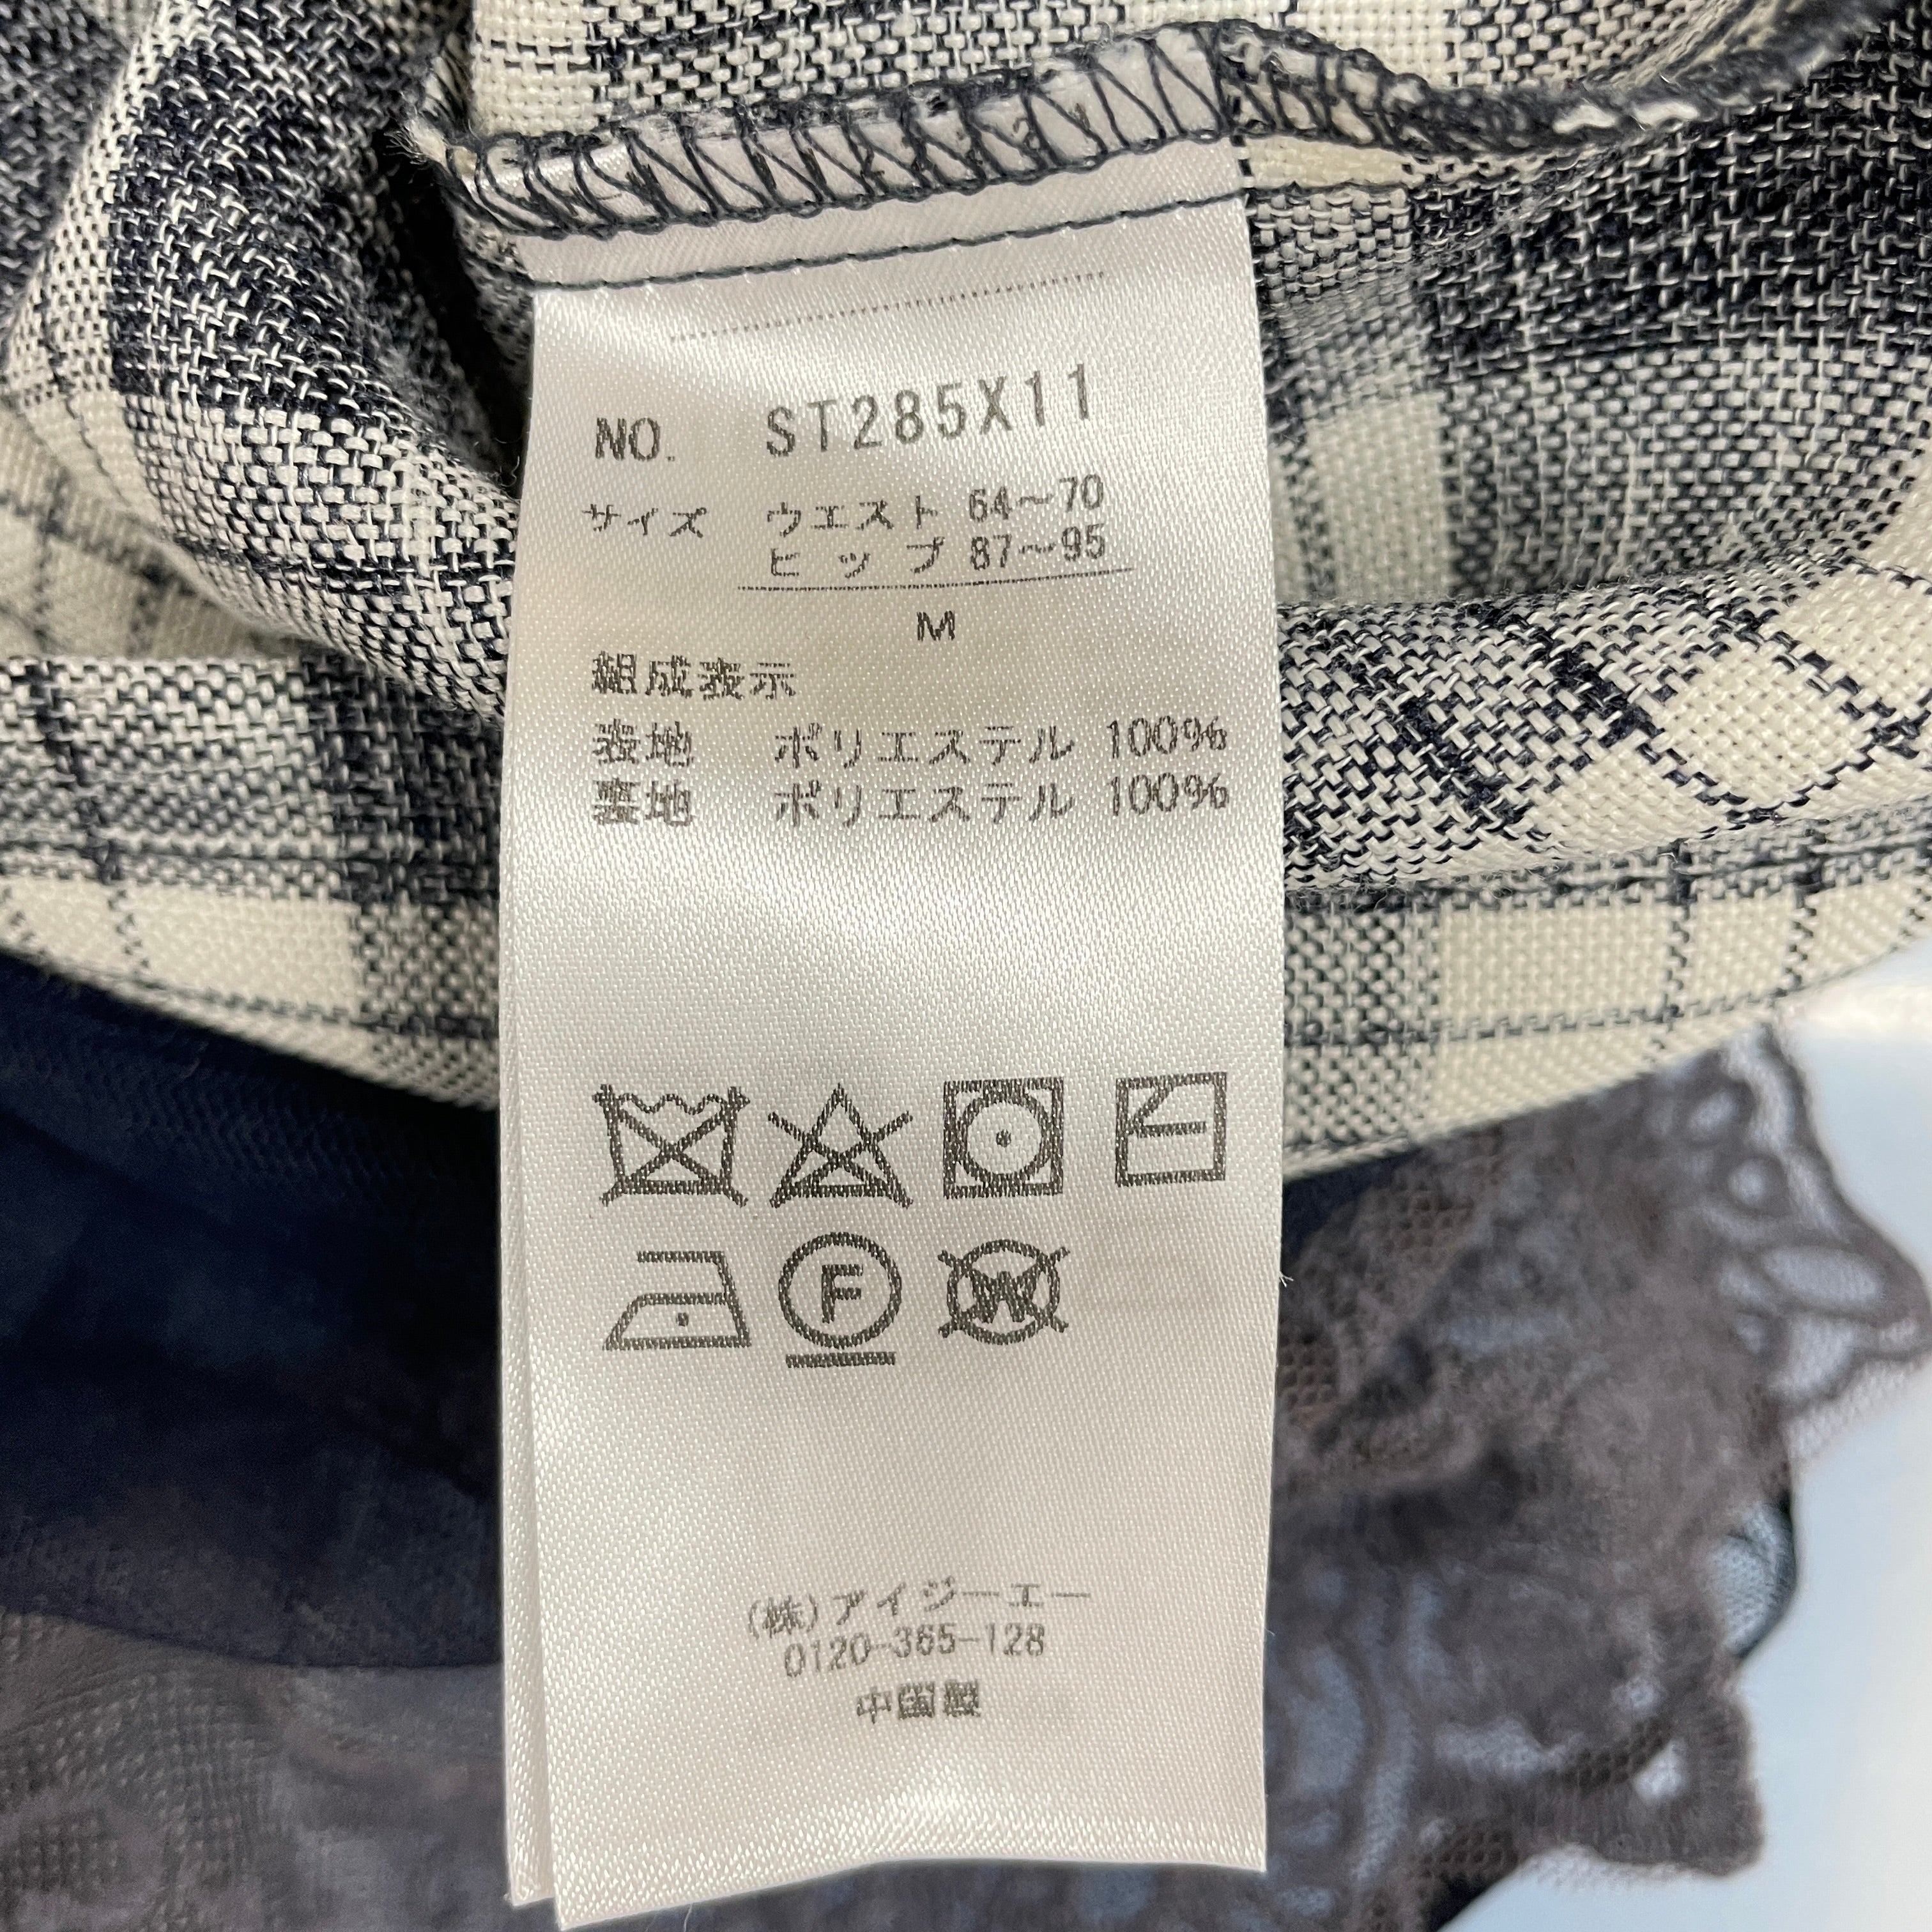 NO. ST285X11
サイズ ウエスト 64～70
ヒップ 87～95
M
組成表示
表地 ポリエステル 100%
裏地 ポリエステル 100%
F
W
(株)アイジーエー
0120-365-128
中国製